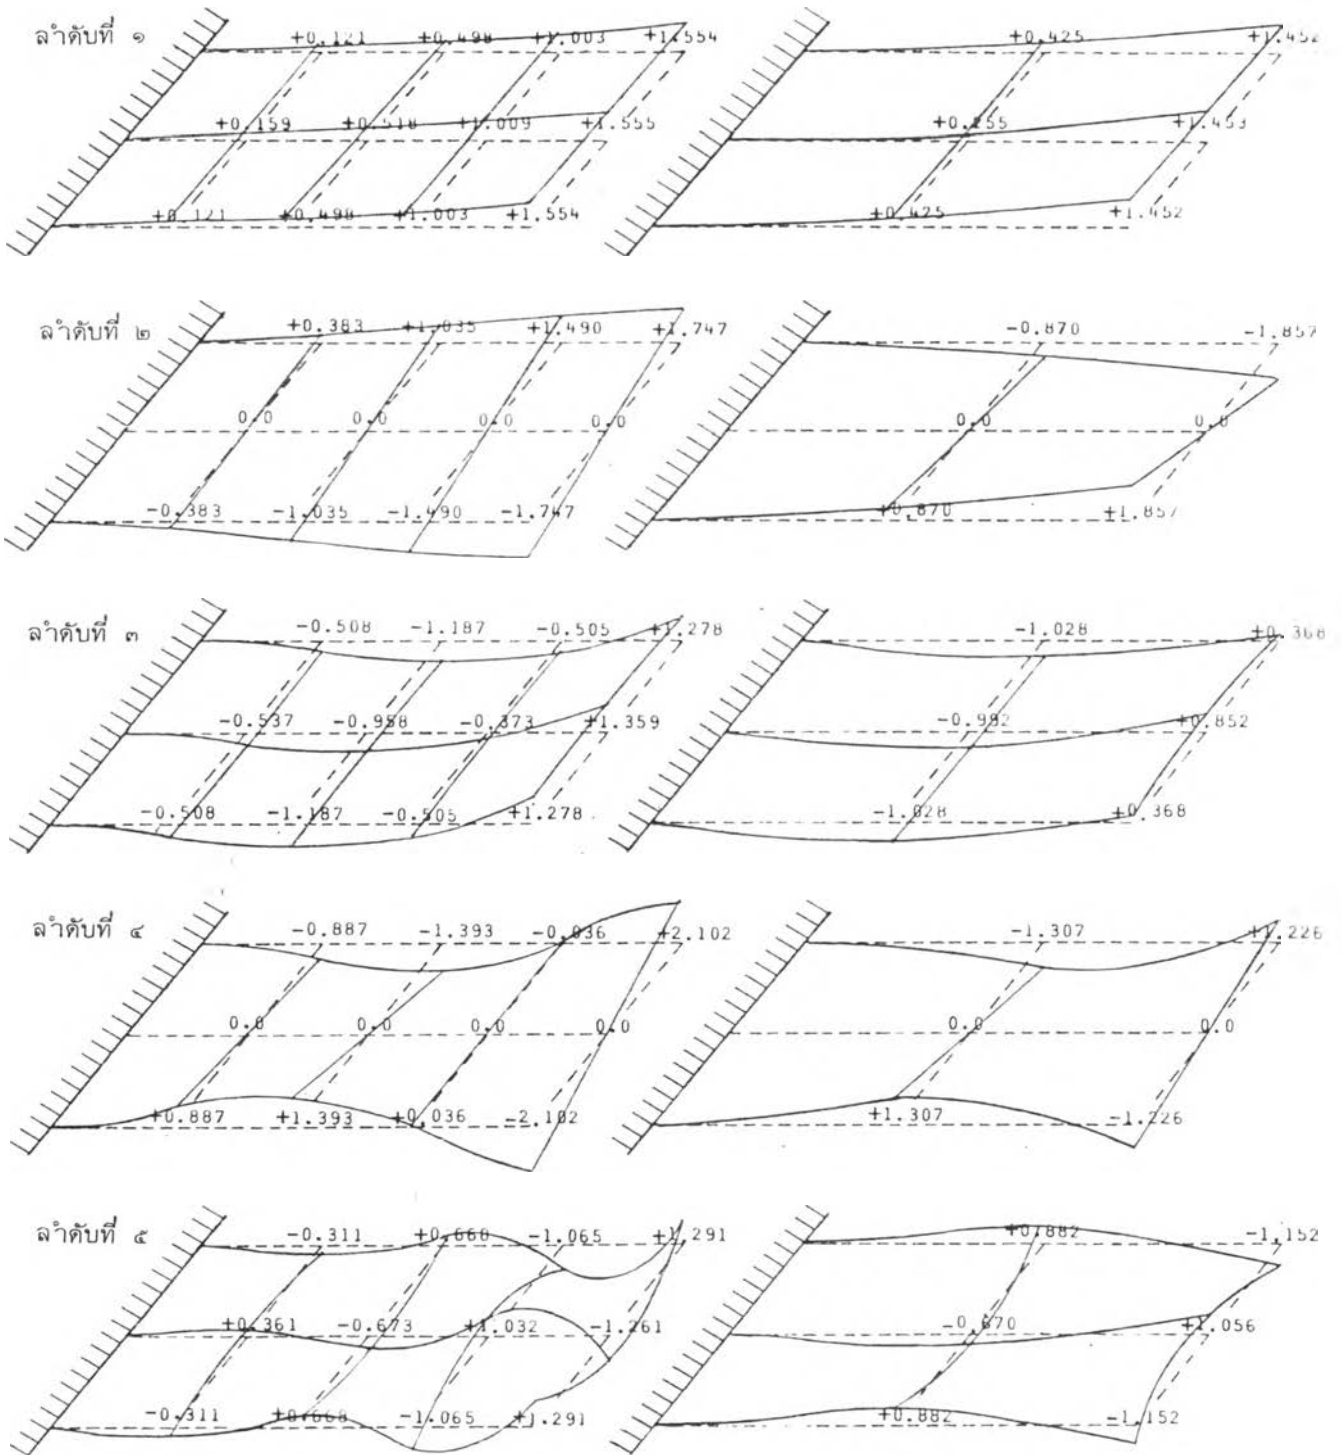 ลำดับที่ ๑
+0.121 +0.498 +1.003 +1.554 +0.425 +1.452
+0.159 +0.518 +1.009 +1.555 +1.453
+0.121 +0.498 +1.003 +1.554 +0.425 +1.452
ลำดับที่ ๒
+0.383 +1.035 +1.490 +1.747 -0.870 -1.857
0.0 0.0 0.0 0.0 0.0 0.0
-0.383 -1.035 -1.490 -1.747 +0.870 +1.857
ลำดับที่ ๓
-0.508 -1.187 -0.505 +1.278 -1.028 +0.368
-0.537 -0.958 -0.373 +1.359 +0.852
-0.508 -1.187 -0.505 +1.278 -1.028 +0.368
ลำดับที่ ๔
-0.887 -1.393 -0.036 +2.102 -1.307 +1.226
0.0 0.0 0.0 0.0 0.0 0.0
+0.887 +1.393 +0.036 -2.102 +1.307 -1.226
ลำดับที่ ๕
-0.311 +0.668 -1.065 +1.291 +0.882 -1.152
+0.361 -0.673 +1.032 -1.261 -0.670 +1.056
-0.311 +0.668 -1.065 +1.291 +0.882 -1.152